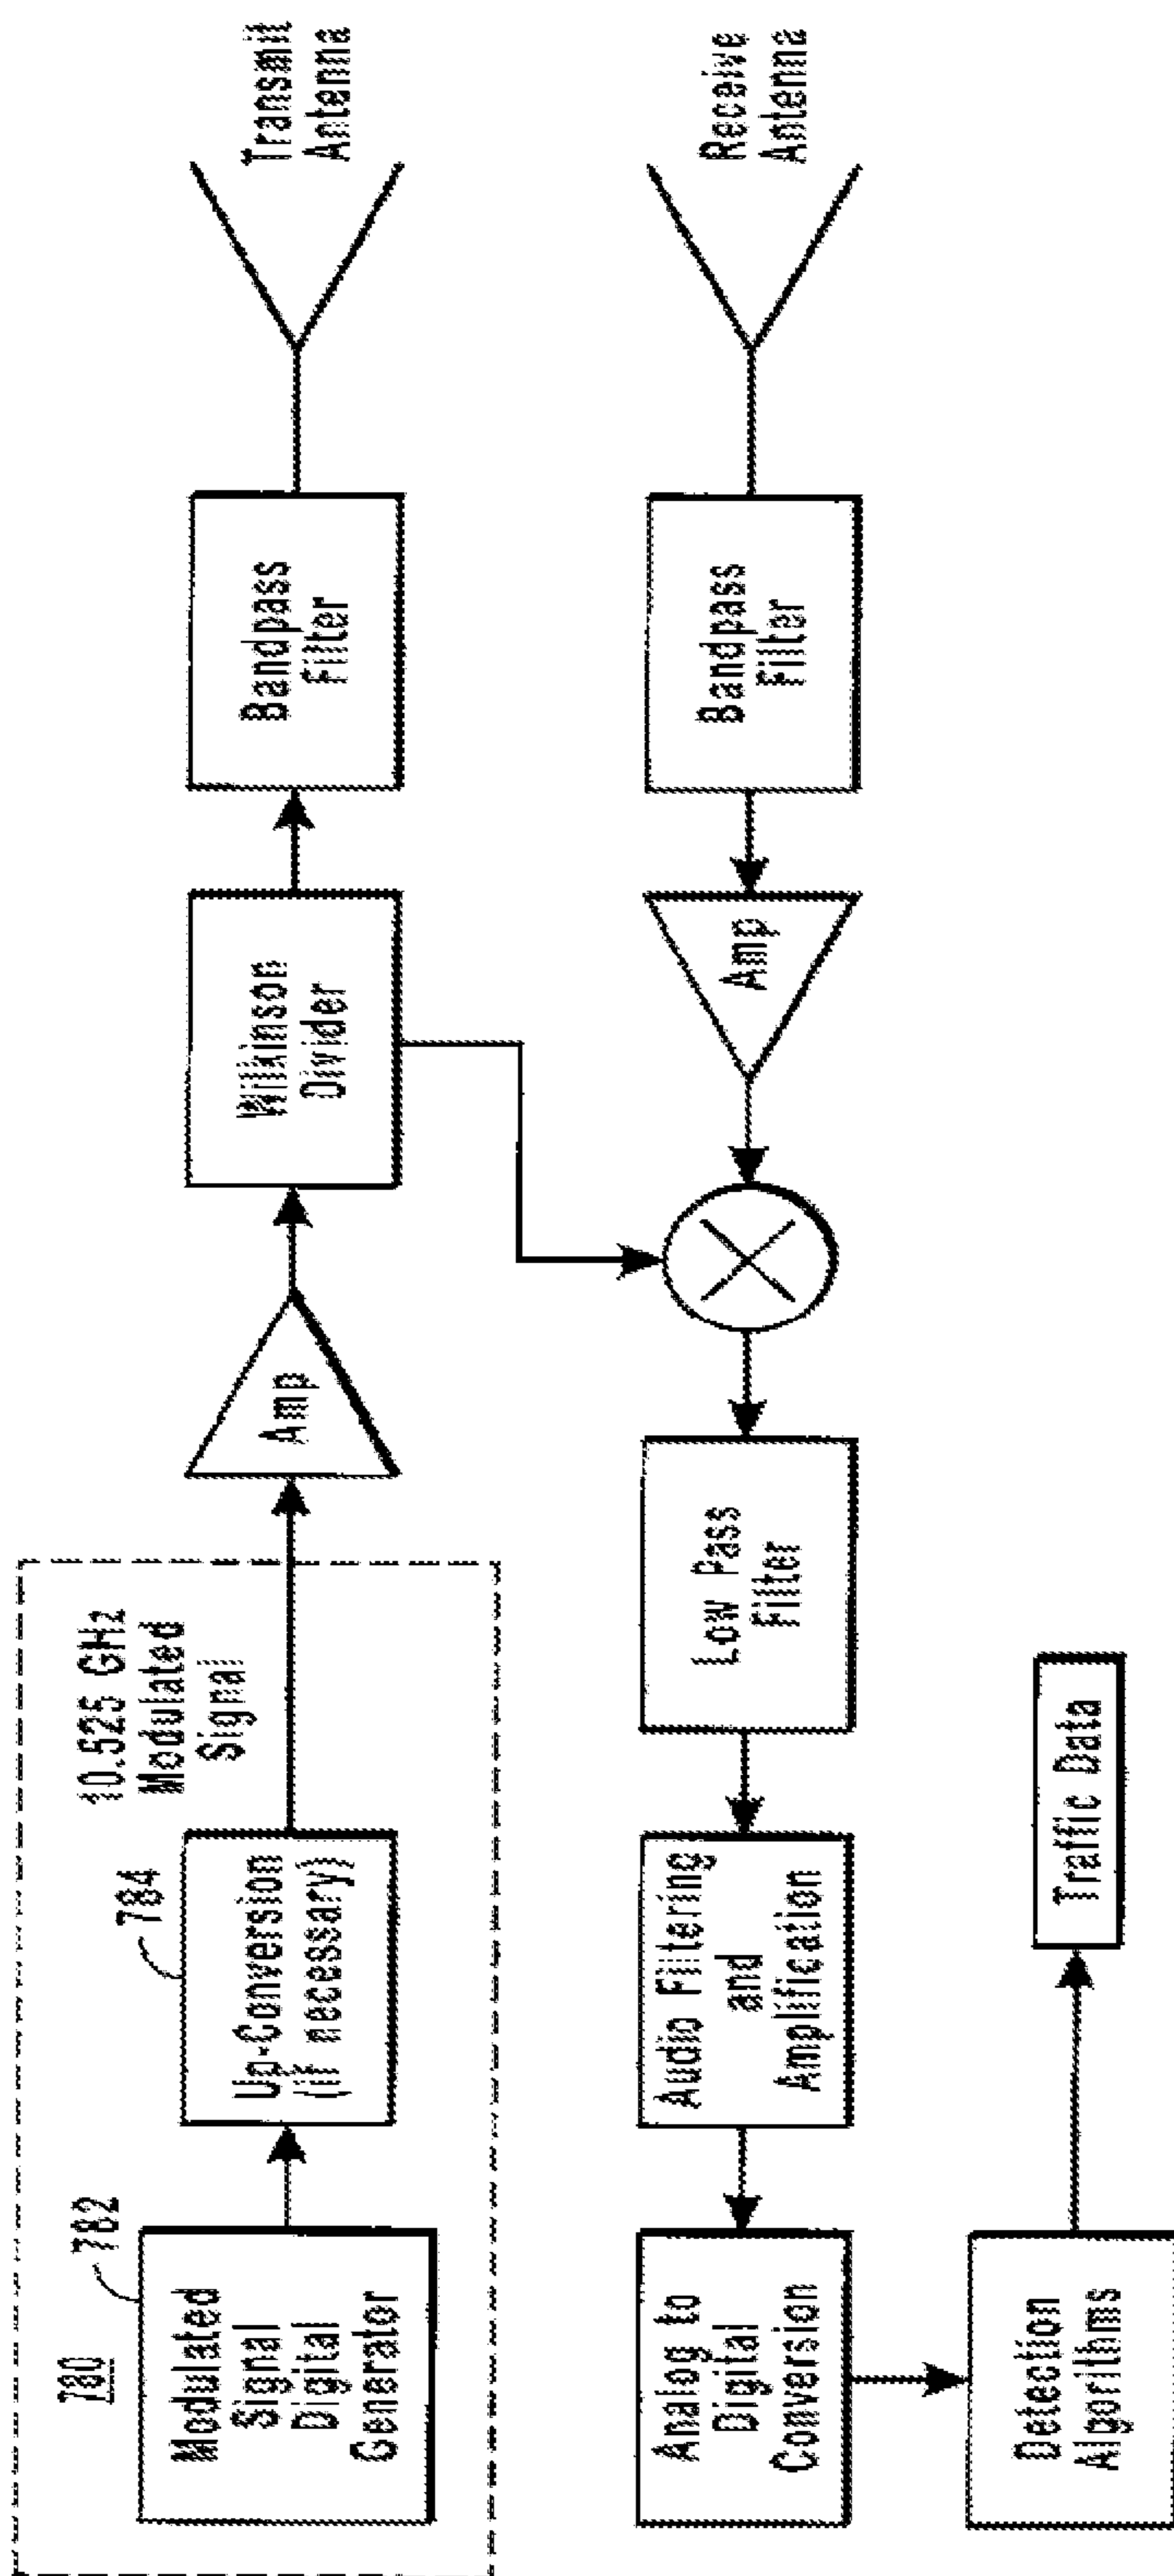 780
782
Modulated
Signal
Digital
Generator
784
Up-Conversion
(if necessary)
10.525 GHz
Modulated
Signal
Amp
Wilkinson
Divider
Bandpass
Filter
Transmit
Antenna
Receive
Antenna
Bandpass
Filter
Amp
Low Pass
Filter
Audio Filtering
and
Amplification
Analog to
Digital
Conversion
Detection
Algorithms
Traffic Data